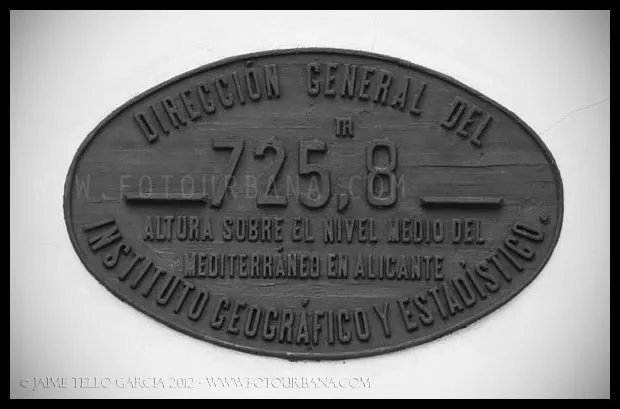 DIRECCIÓN GENERAL DEL
M
725,8
ALTURA SOBRE EL NIVEL MEDIO DEL
MEDITERRÁNEO EN ALICANTE
INSTITUTO GEOGRÁFICO Y ESTADÍSTICO.
WWW.FOTOURBANA.COM
© JAIME TELLO GARCIA 2012 - WWW.FOTOURBANA.COM